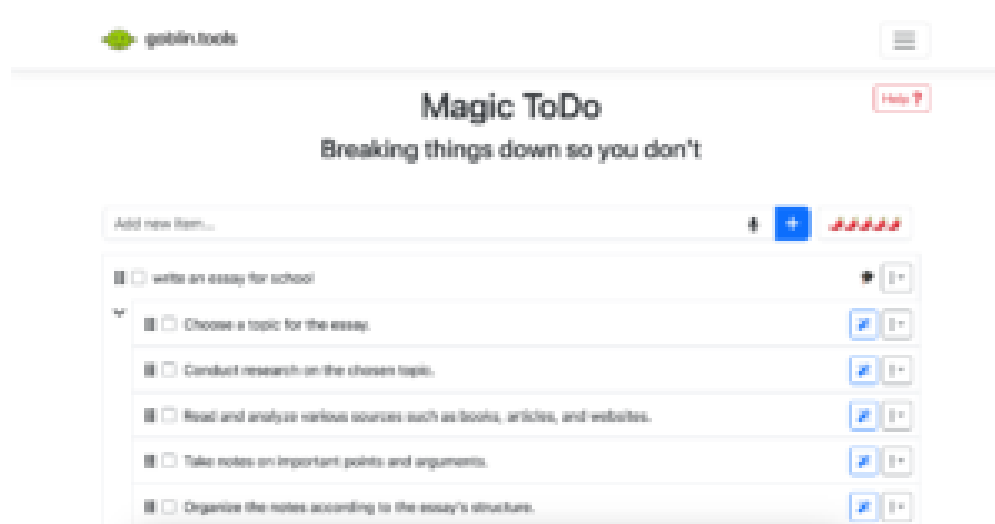 goblin.tools
Help ?
Magic ToDo
Breaking things down so you don't
Add new item...
write an essay for school
Choose a topic for the essay.
Conduct research on the chosen topic.
Read and analyze various sources such as books, articles, and websites.
Take notes on important points and arguments.
Organize the notes according to the essay's structure.